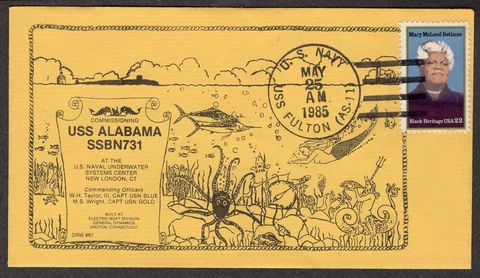 COMMISSIONING
USS ALABAMA
SSBN731
AT THE
U.S. NAVAL UNDERWATER
SYSTEMS CENTER
NEW LONDON, CT
Commanding Officers
W.H. Taylor, III, CAPT USN BLUE
M.S. Wright, CAPT USN GOLD
BUILT AT
ELECTRIC BOAT DIVISION
GENERAL DYNAMICS
GROTON, CONNECTICUT
DRW #67
U. S. NAVY
MAY
25
AM
1985
USS FULTON (AS-11)
Mary McLeod Bethune
Black Heritage USA 22